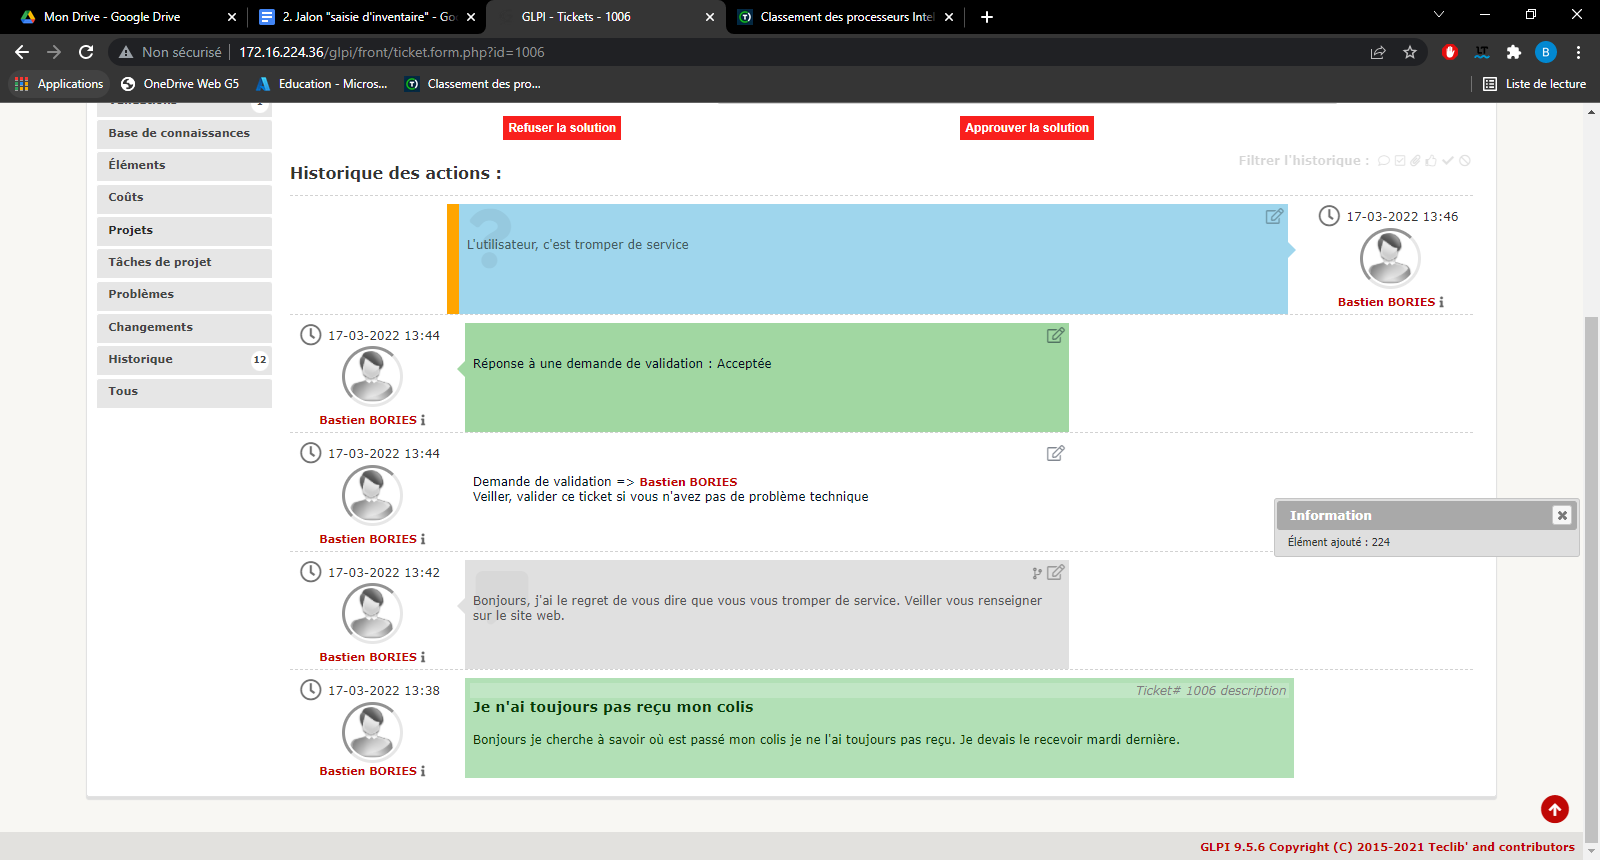 Mon Drive - Google Drive
2. Jalon "saisie d'inventaire" - Go
GLPI - Tickets - 1006
Classement des processeurs Intel
Non sécurisé
172.16.224.36/glpi/front/ticket.form.php?id=1006
B
Applications
OneDrive Web G5
Education - Micros...
Classement des pro...
Liste de lecture
Base de connaissances
Éléments
Coûts
Projets
Tâches de projet
Problèmes
Changements
Historique 12
Tous
Refuser la solution
Approuver la solution
Filtrer l'historique :
Historique des actions :
L'utilisateur, c'est tromper de service
17-03-2022 13:46
Bastien BORIES
17-03-2022 13:44
Réponse à une demande de validation : Acceptée
Bastien BORIES
17-03-2022 13:44
Demande de validation => Bastien BORIES
Veiller, valider ce ticket si vous n'avez pas de problème technique
Bastien BORIES
Information
Élément ajouté : 224
17-03-2022 13:42
Bonjours, j'ai le regret de vous dire que vous vous tromper de service. Veiller vous renseigner
sur le site web.
Bastien BORIES
17-03-2022 13:38
Ticket# 1006 description
Je n'ai toujours pas reçu mon colis
Bonjours je cherche à savoir où est passé mon colis je ne l'ai toujours pas reçu. Je devais le recevoir mardi dernière.
Bastien BORIES
GLPI 9.5.6 Copyright (C) 2015-2021 Teclib' and contributors